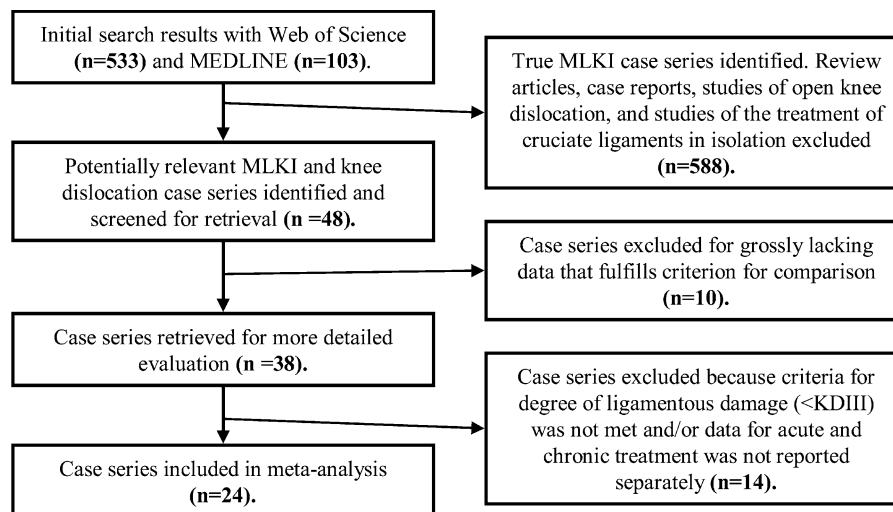 Initial search results with Web of Science
(n=533) and MEDLINE (n=103).
True MLKI case series identified. Review
articles, case reports, studies of open knee
dislocation, and studies of the treatment of
cruciate ligaments in isolation excluded
(n=588).
Potentially relevant MLKI and knee
dislocation case series identified and
screened for retrieval (n =48).
Case series excluded for grossly lacking
data that fulfills criterion for comparison
(n=10).
Case series retrieved for more detailed
evaluation (n =38).
Case series excluded because criteria for
degree of ligamentous damage (<KDIII)
was not met and/or data for acute and
chronic treatment was not reported
separately (n=14).
Case series included in meta-analysis
(n=24).